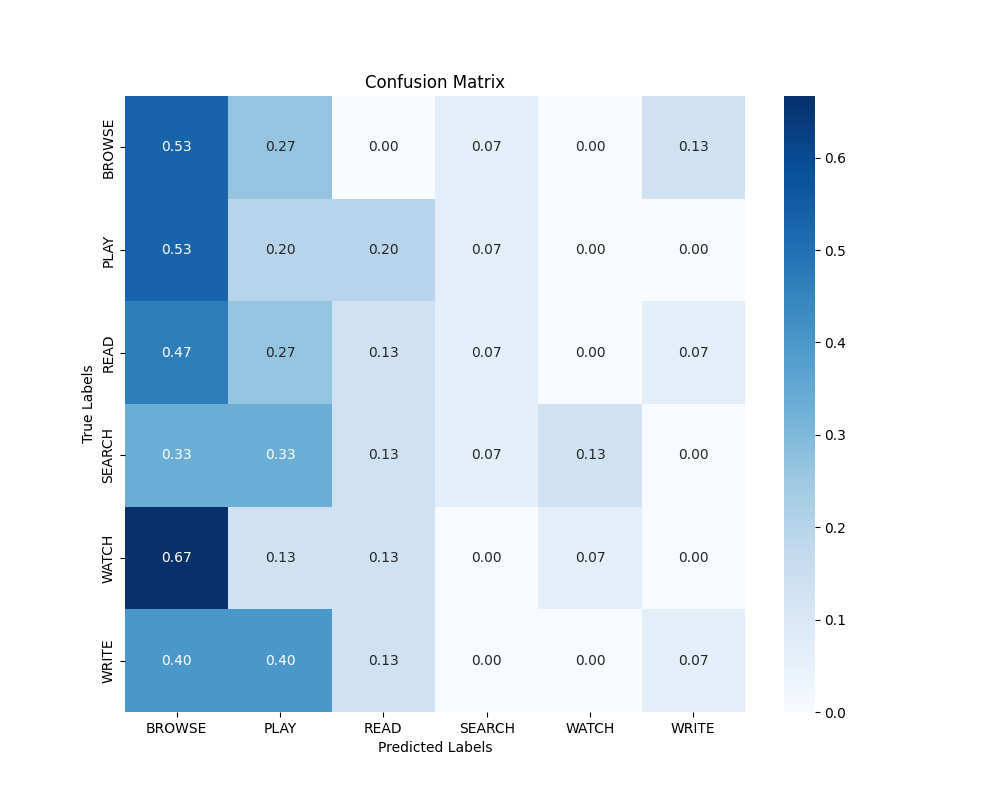 Confusion Matrix
BROWSE 0.53 0.27 0.00 0.07 0.00 0.13
PLAY 0.53 0.20 0.20 0.07 0.00 0.00
READ 0.47 0.27 0.13 0.07 0.00 0.07
SEARCH 0.33 0.33 0.13 0.07 0.13 0.00
WATCH 0.67 0.13 0.13 0.00 0.07 0.00
WRITE 0.40 0.40 0.13 0.00 0.00 0.07
True Labels
BROWSE PLAY READ SEARCH WATCH WRITE
Predicted Labels
0.6
0.5
0.4
0.3
0.2
0.1
0.0